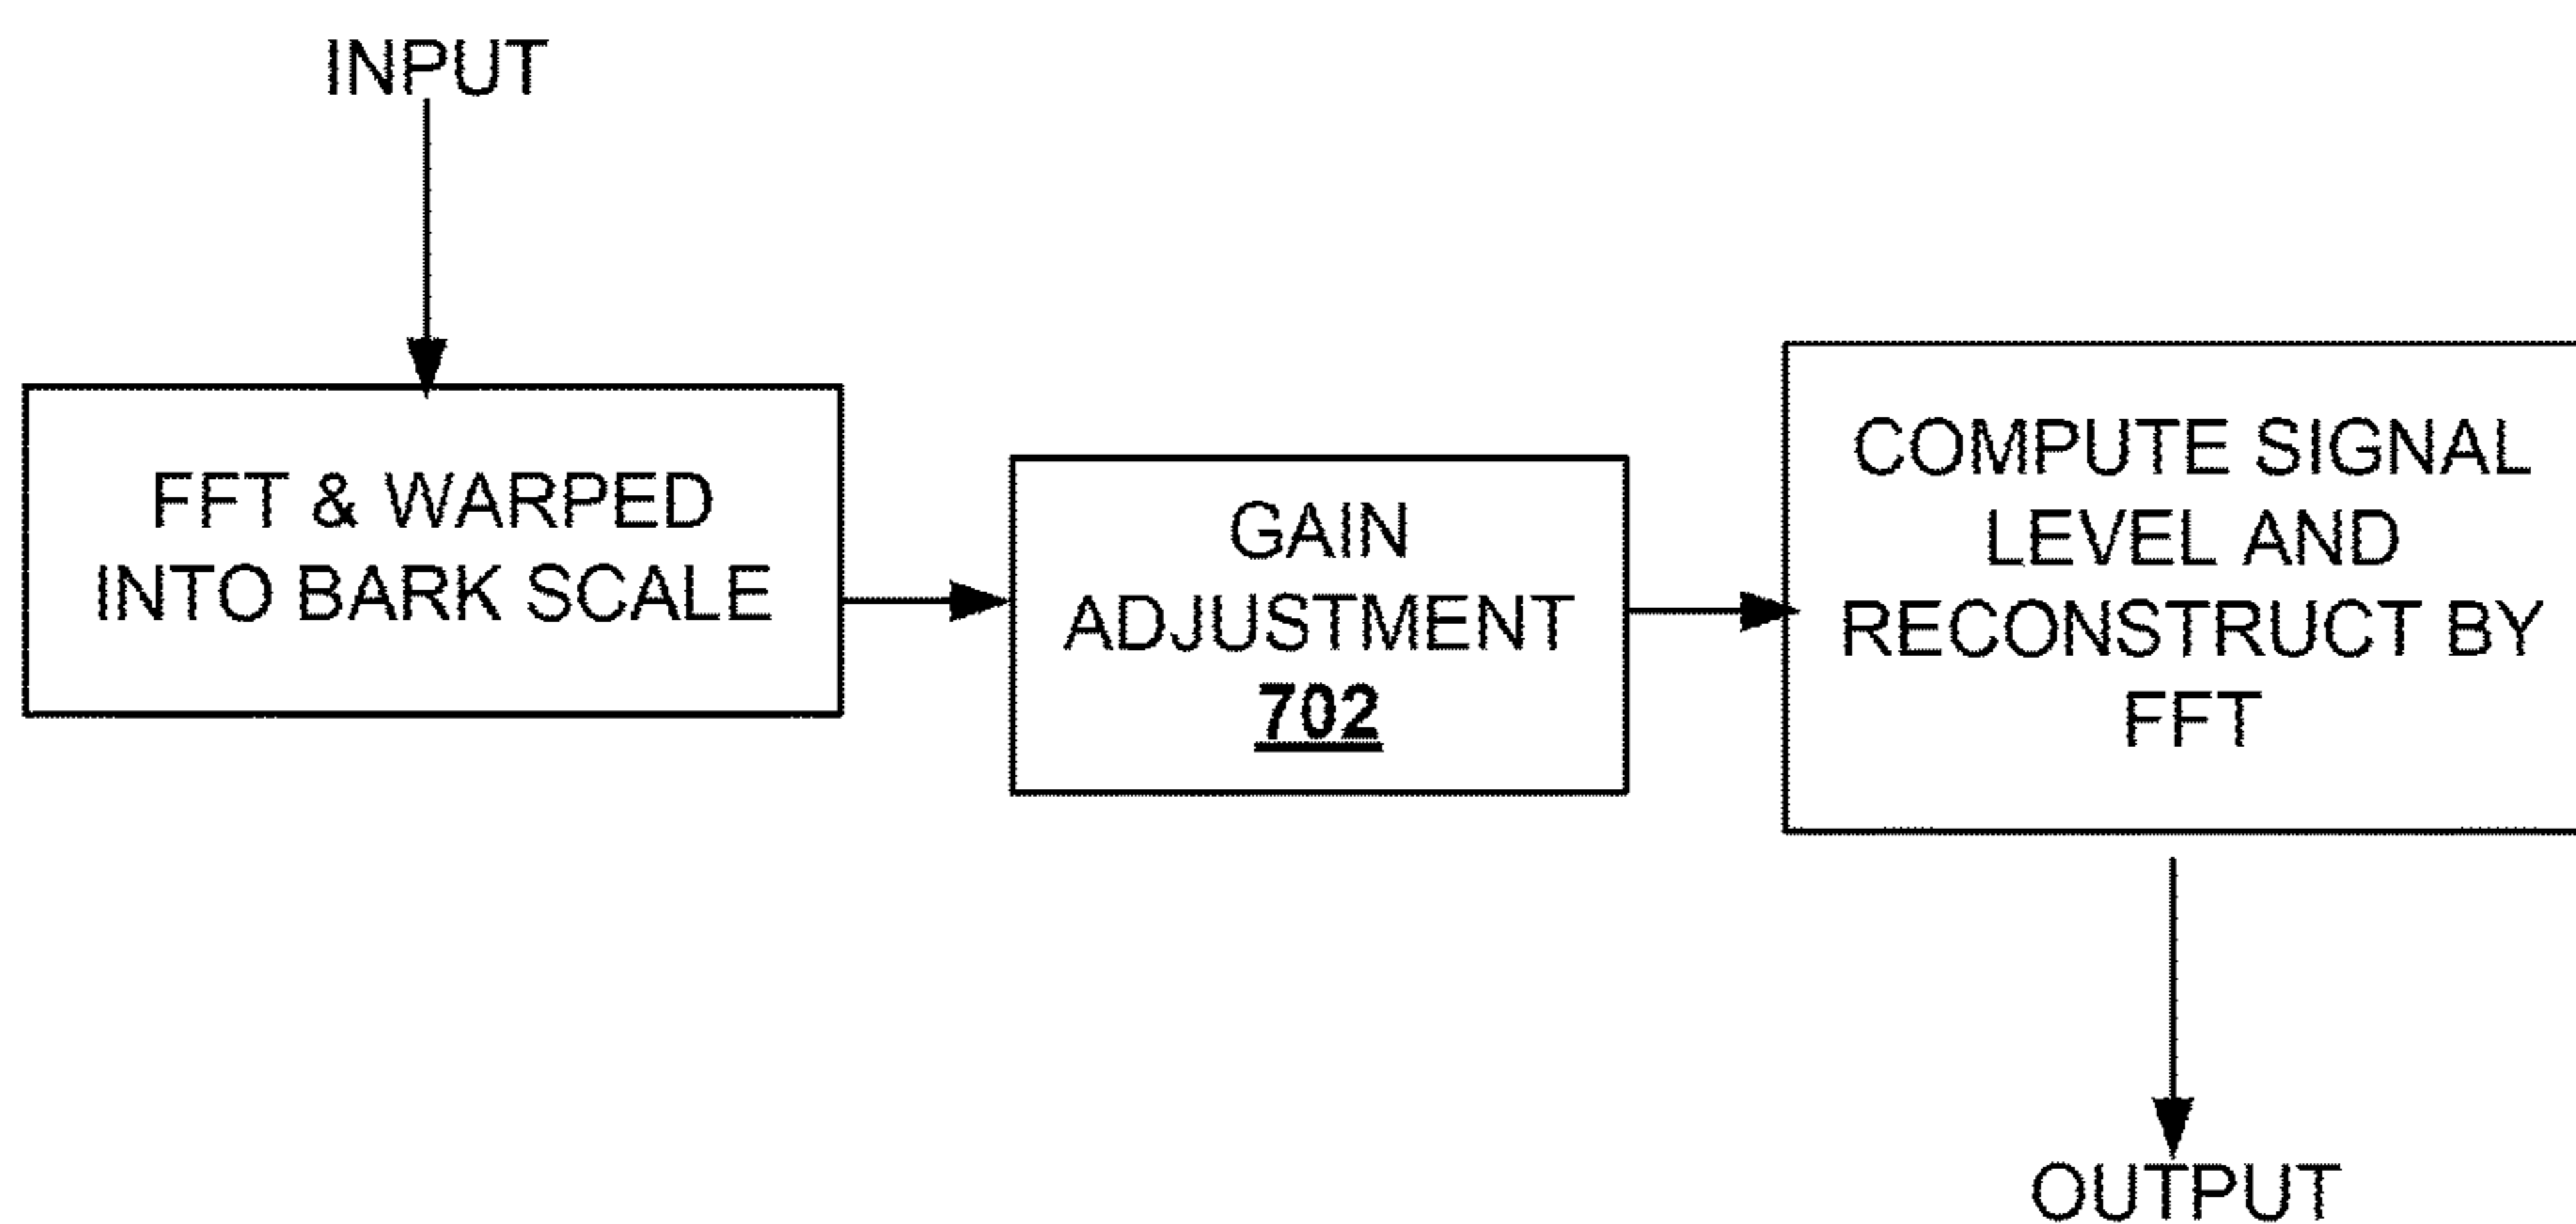 INPUT
FFT & WARPED
INTO BARK SCALE
GAIN
ADJUSTMENT
702
COMPUTE SIGNAL
LEVEL AND
RECONSTRUCT BY
FFT
OUTPUT